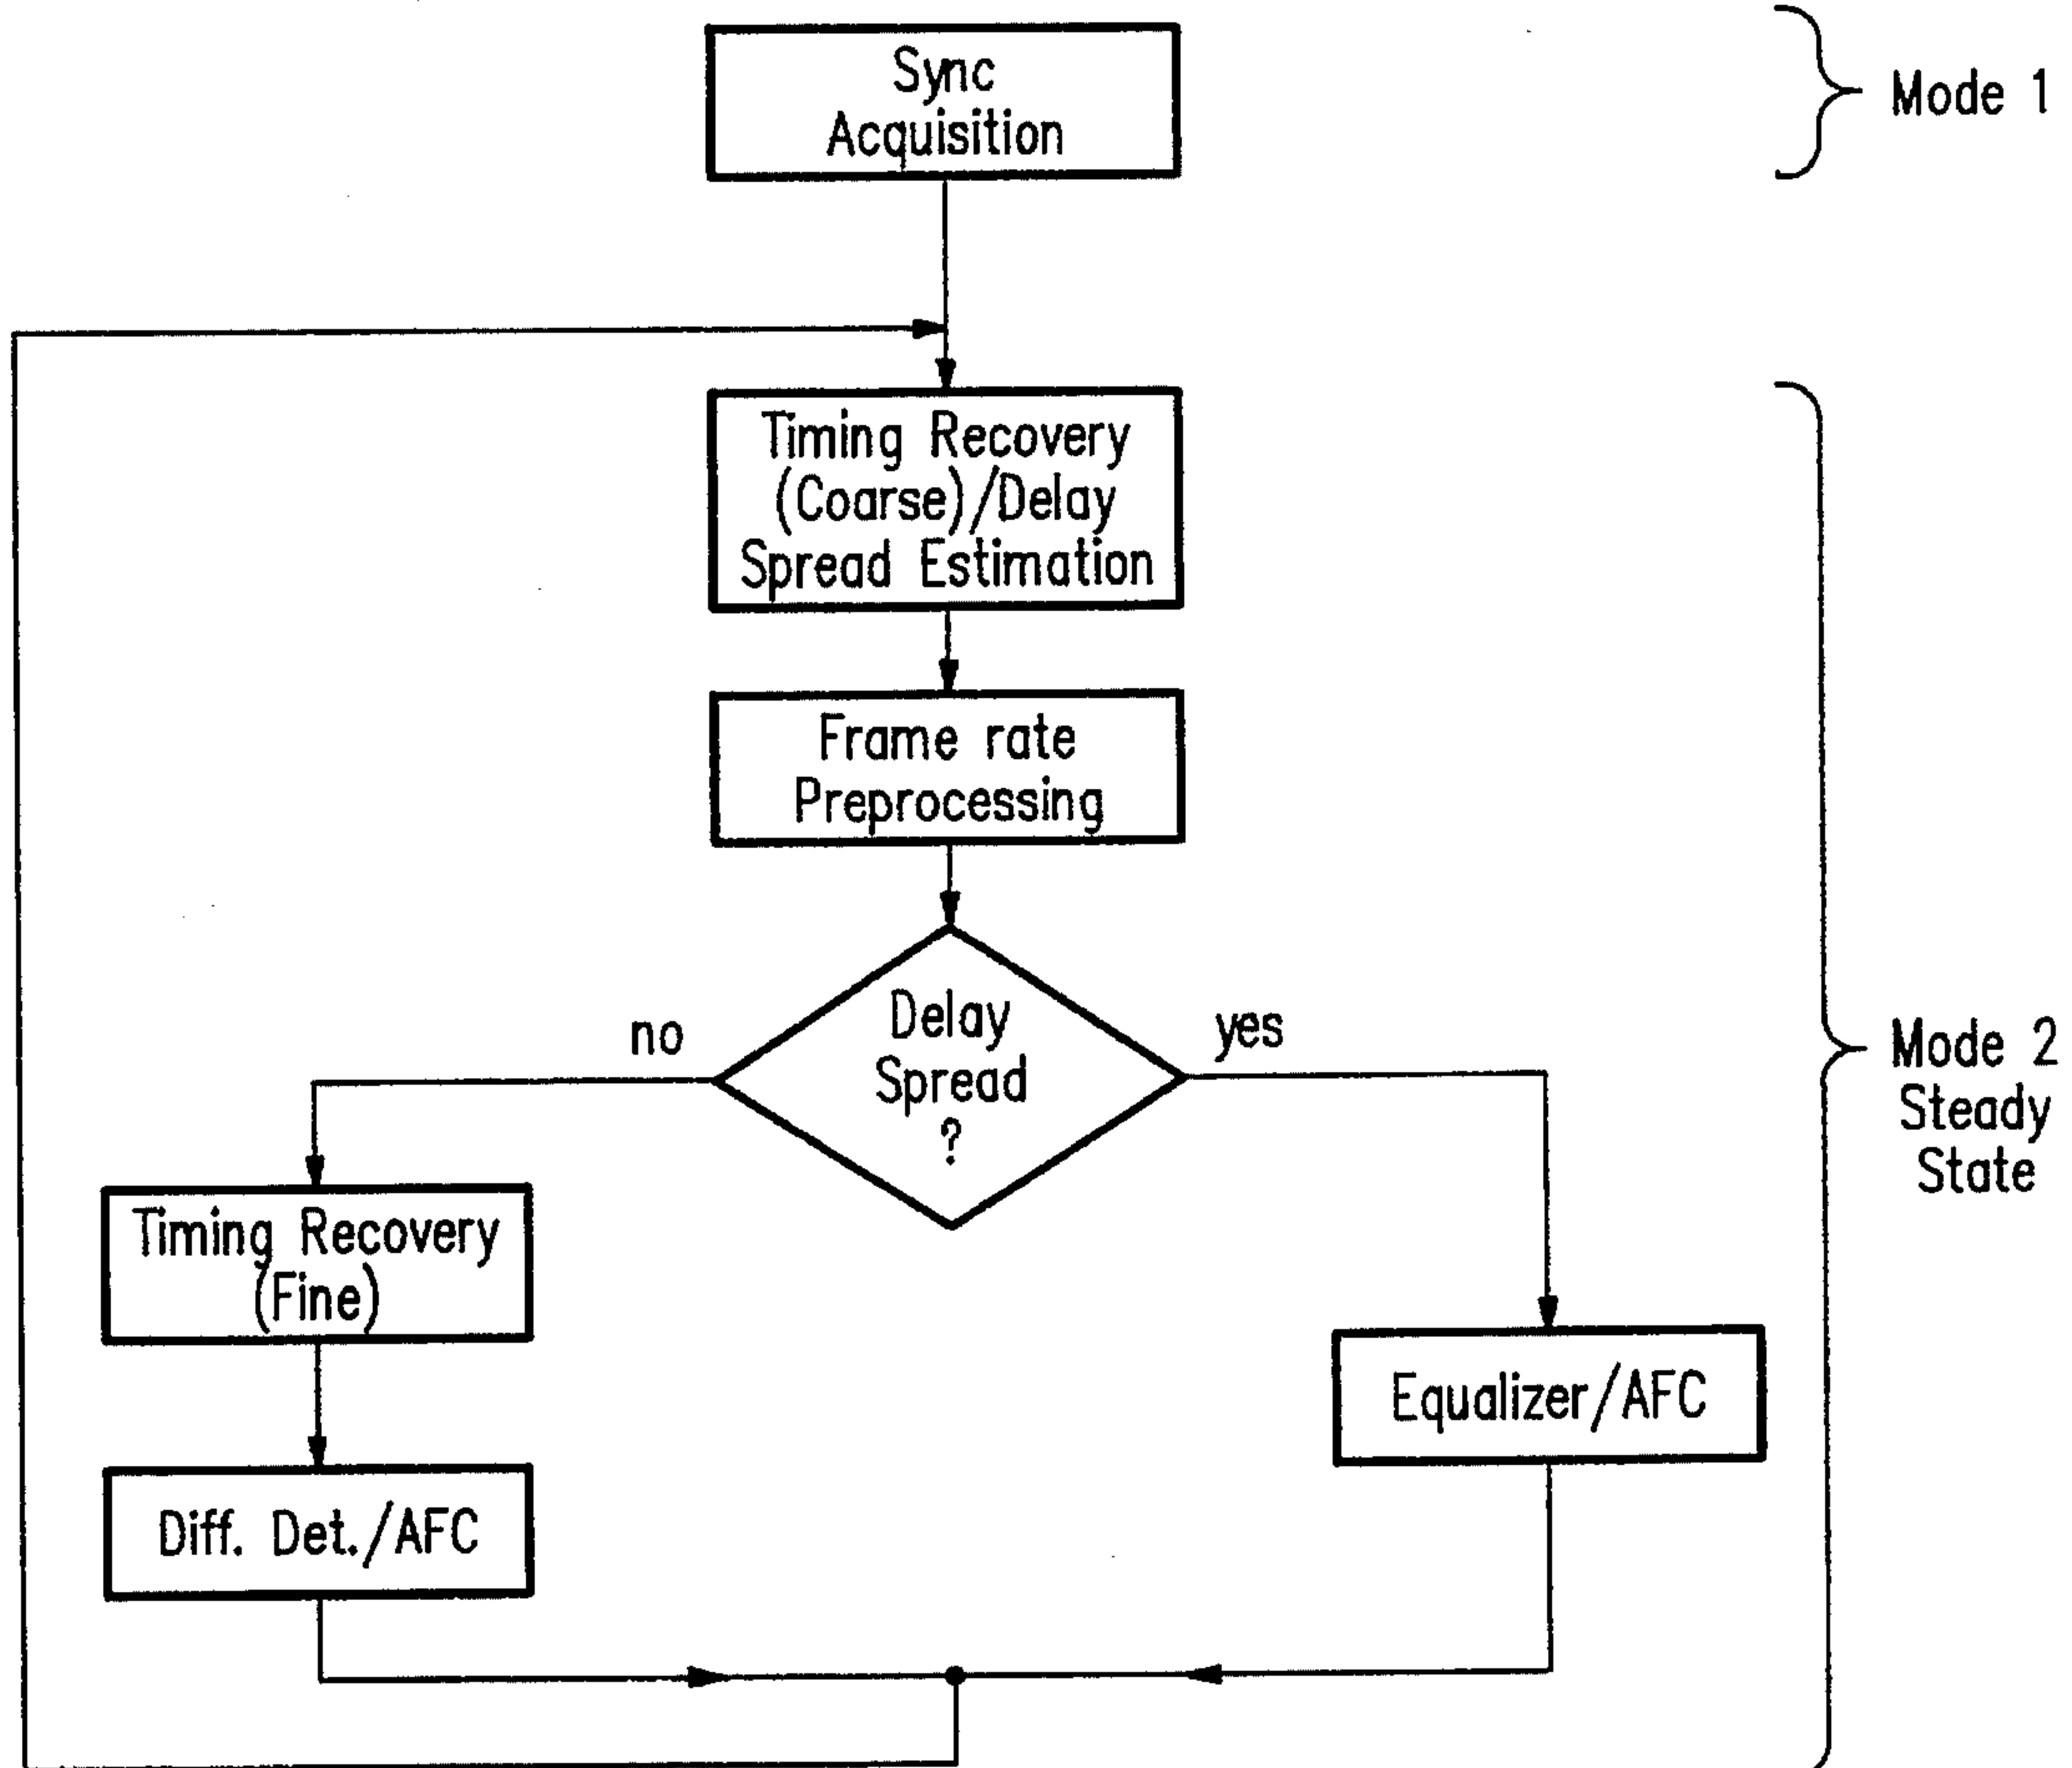 Sync
Acquisition
Mode 1
Timing Recovery
(Coarse)/Delay
Spread Estimation
Frame rate
Preprocessing
Delay
Spread
?
no
yes
Mode 2
Steady
State
Timing Recovery
(Fine)
Equalizer/AFC
Diff. Det./AFC